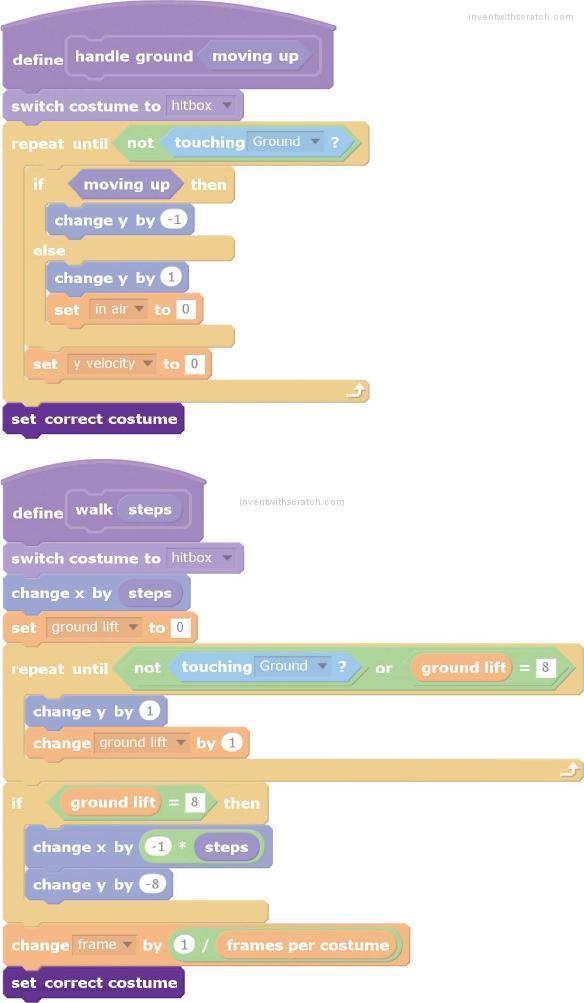 inventwithscratch.com
define handle ground moving up
switch costume to hitbox
repeat until not touching Ground ?
if moving up then
change y by -1
else
change y by 1
set in air to 0
set y velocity to 0
set correct costume
inventwithscratch.com
define walk steps
switch costume to hitbox
change x by steps
set ground lift to 0
repeat until not touching Ground ? or ground lift = 8
change y by 1
change ground lift by 1
if ground lift = 8 then
change x by -1 * steps
change y by -8
change frame by 1 / frames per costume
set correct costume